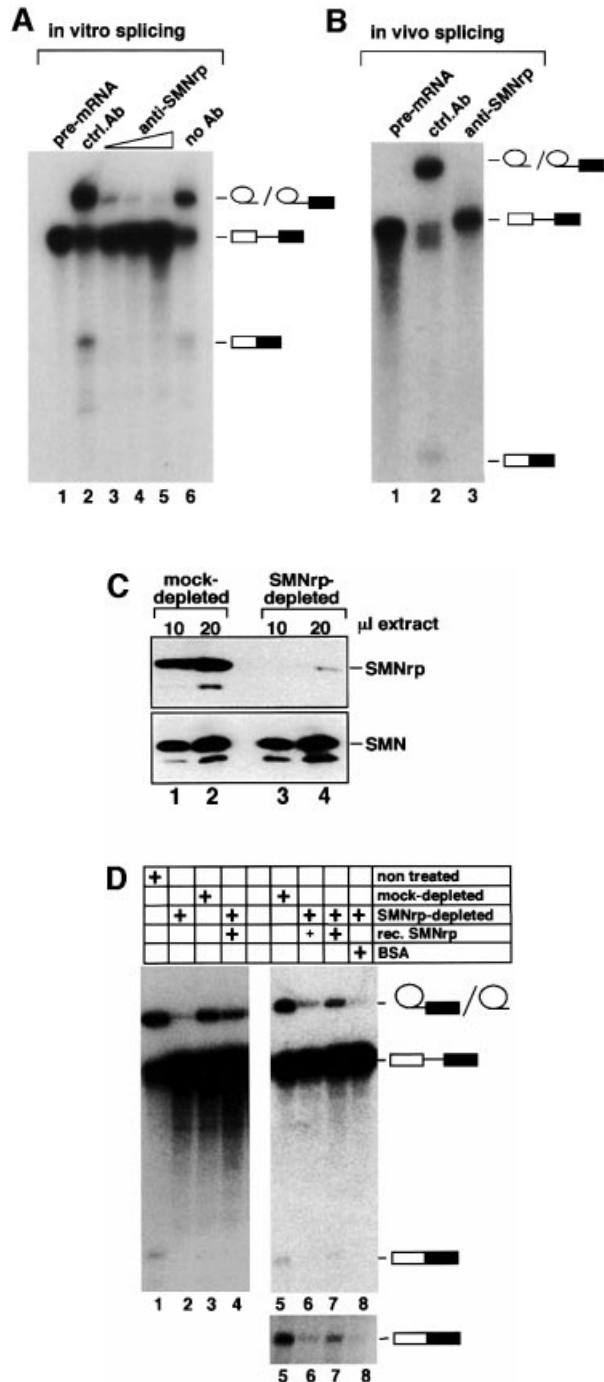 A
in vitro splicing
pre-mRNA ctrl.Ab anti-SMNrp no Ab
1 2 3 4 5 6
B
in vivo splicing
pre-mRNA ctrl.Ab anti-SMNrp
1 2 3
C
mock-depleted SMNrp-depleted
10 20 10 20 µl extract
SMNrp
SMN
1 2 3 4
D
+ non treated
+ + mock-depleted
+ + + + + SMNrp-depleted
+ + + rec. SMNrp
+ BSA
1 2 3 4 5 6 7 8
5 6 7 8